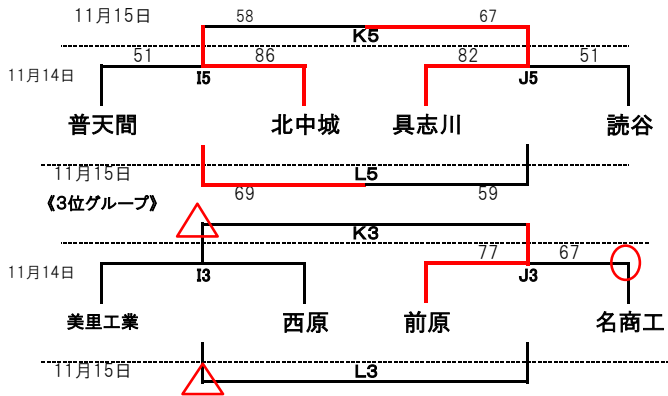 11月15日 58 67
K5
51 86 82 51
11月14日 I5 J5
普天間 北中城 具志川 読谷
11月15日 L5
69 59
《3位グループ》
K3
77 67
11月14日 I3 J3
美里工業 西原 前原 名商工
11月15日 L3